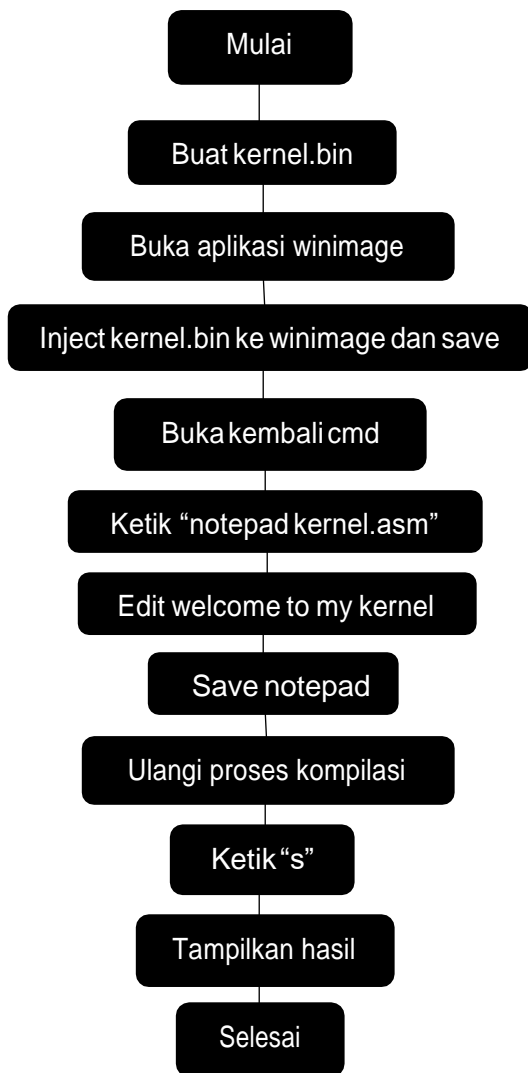 Mulai
Buat kernel.bin
Buka aplikasi winimage
Inject kernel.bin ke winimage dan save
Buka kembali cmd
Ketik “notepad kernel.asm”
Edit welcome to my kernel
Save notepad
Ulangi proses kompilasi
Ketik “s”
Tampilkan hasil
Selesai